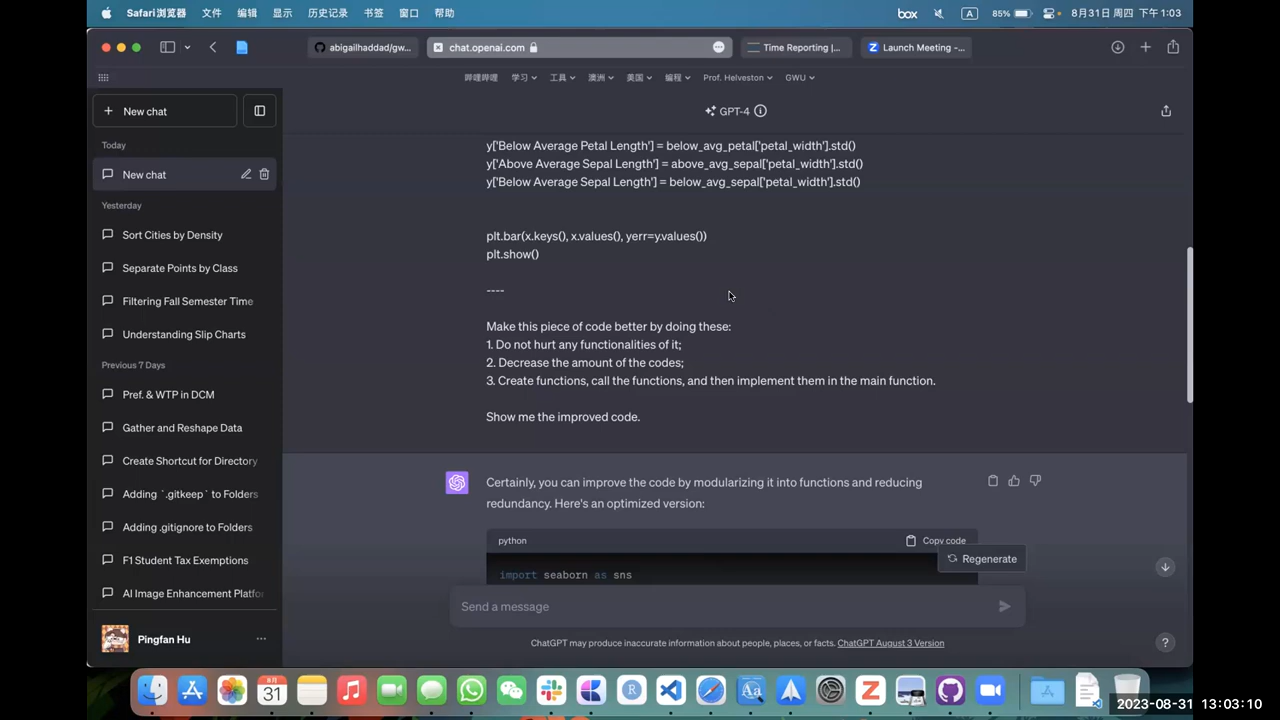 Safari浏览器 文件 编辑 显示 历史记录 书签 窗口 帮助 box A 85% 8月31日 周四 下午 1:03
abigailhaddad/gw... chat.openai.com Time Reporting |... Launch Meeting -...
哔哩哔哩 学习 工具 澳洲 美国 编程 Prof. Helveston GWU
New chat
GPT-4
Today
New chat
Yesterday
Sort Cities by Density
Separate Points by Class
Filtering Fall Semester Time
Understanding Slip Charts
Previous 7 Days
Pref. & WTP in DCM
Gather and Reshape Data
Create Shortcut for Directory
Adding `.gitkeep` to Folders
Adding .gitignore to Folders
F1 Student Tax Exemptions
AI Image Enhancement Platfo
Pingfan Hu
y['Below Average Petal Length'] = below_avg_petal['petal_width'].std()
y['Above Average Sepal Length'] = above_avg_sepal['petal_width'].std()
y['Below Average Sepal Length'] = below_avg_sepal['petal_width'].std()
plt.bar(x.keys(), x.values(), yerr=y.values())
plt.show()
----
Make this piece of code better by doing these:
1. Do not hurt any functionalities of it;
2. Decrease the amount of the codes;
3. Create functions, call the functions, and then implement them in the main function.
Show me the improved code.
Certainly, you can improve the code by modularizing it into functions and reducing
redundancy. Here's an optimized version:
python Copy code
Regenerate
import seaborn as sns
Send a message
ChatGPT may produce inaccurate information about people, places, or facts. ChatGPT August 3 Version
?
8月
31
2023-08-31 13:03:10